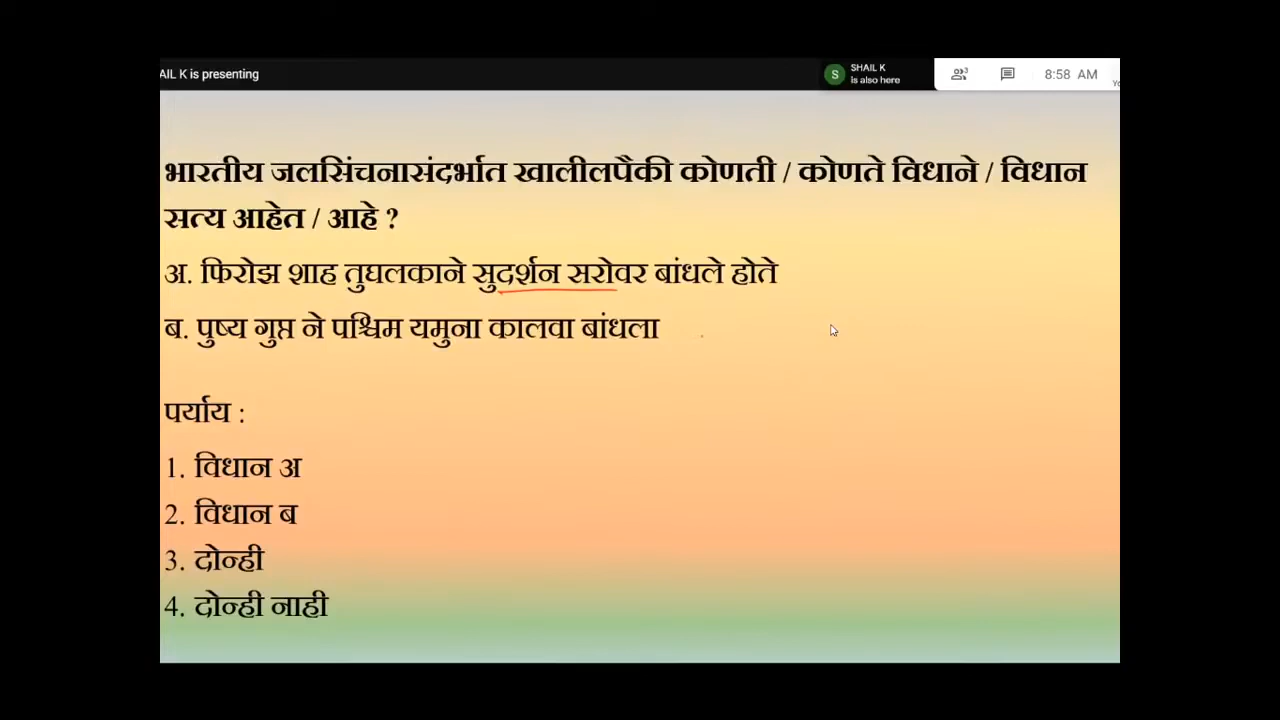 AIL K is presenting
S
SHAIL K
is also here
3
8:58 AM
भारतीय जलसिंचनासंदर्भात खालीलपैकी कोणती / कोणते विधाने / विधान
सत्य आहेत / आहे ?
अ. फिरोझ शाह तुघलकाने सुदर्शन सरोवर बांधले होते
ब. पुष्य गुप्त ने पश्चिम यमुना कालवा बांधला
पर्याय :
1. विधान अ
2. विधान ब
3. दोन्ही
4. दोन्ही नाही